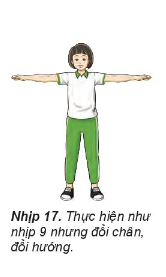 Nhịp 17. Thực hiện như
nhịp 9 nhưng đổi chân,
đổi hướng.